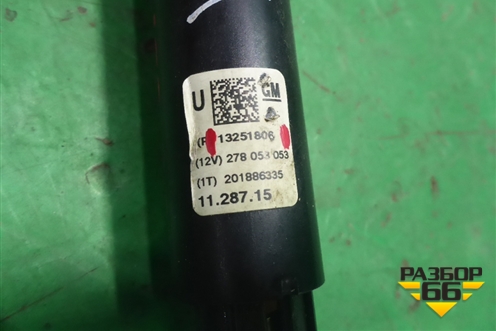 U
GM
(P) 13251806
(12V) 278 053 053
(1T) 201886335
11.287.15
РАЗБОР
66